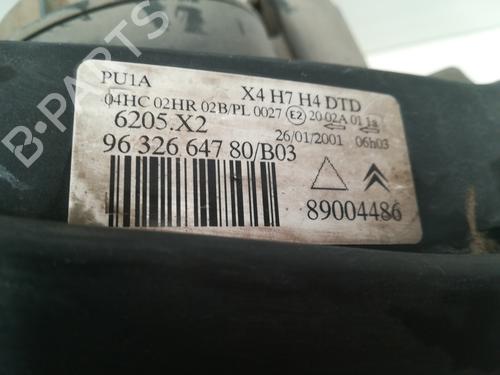 B-PARTS
PU1A X4 H7 H4 DTD
04HC 02HR 02B/PL 0027 E2 20 02A 01 1a
6205.X2 26/01/2001 06h03
96 326 647 80/B03
89004486